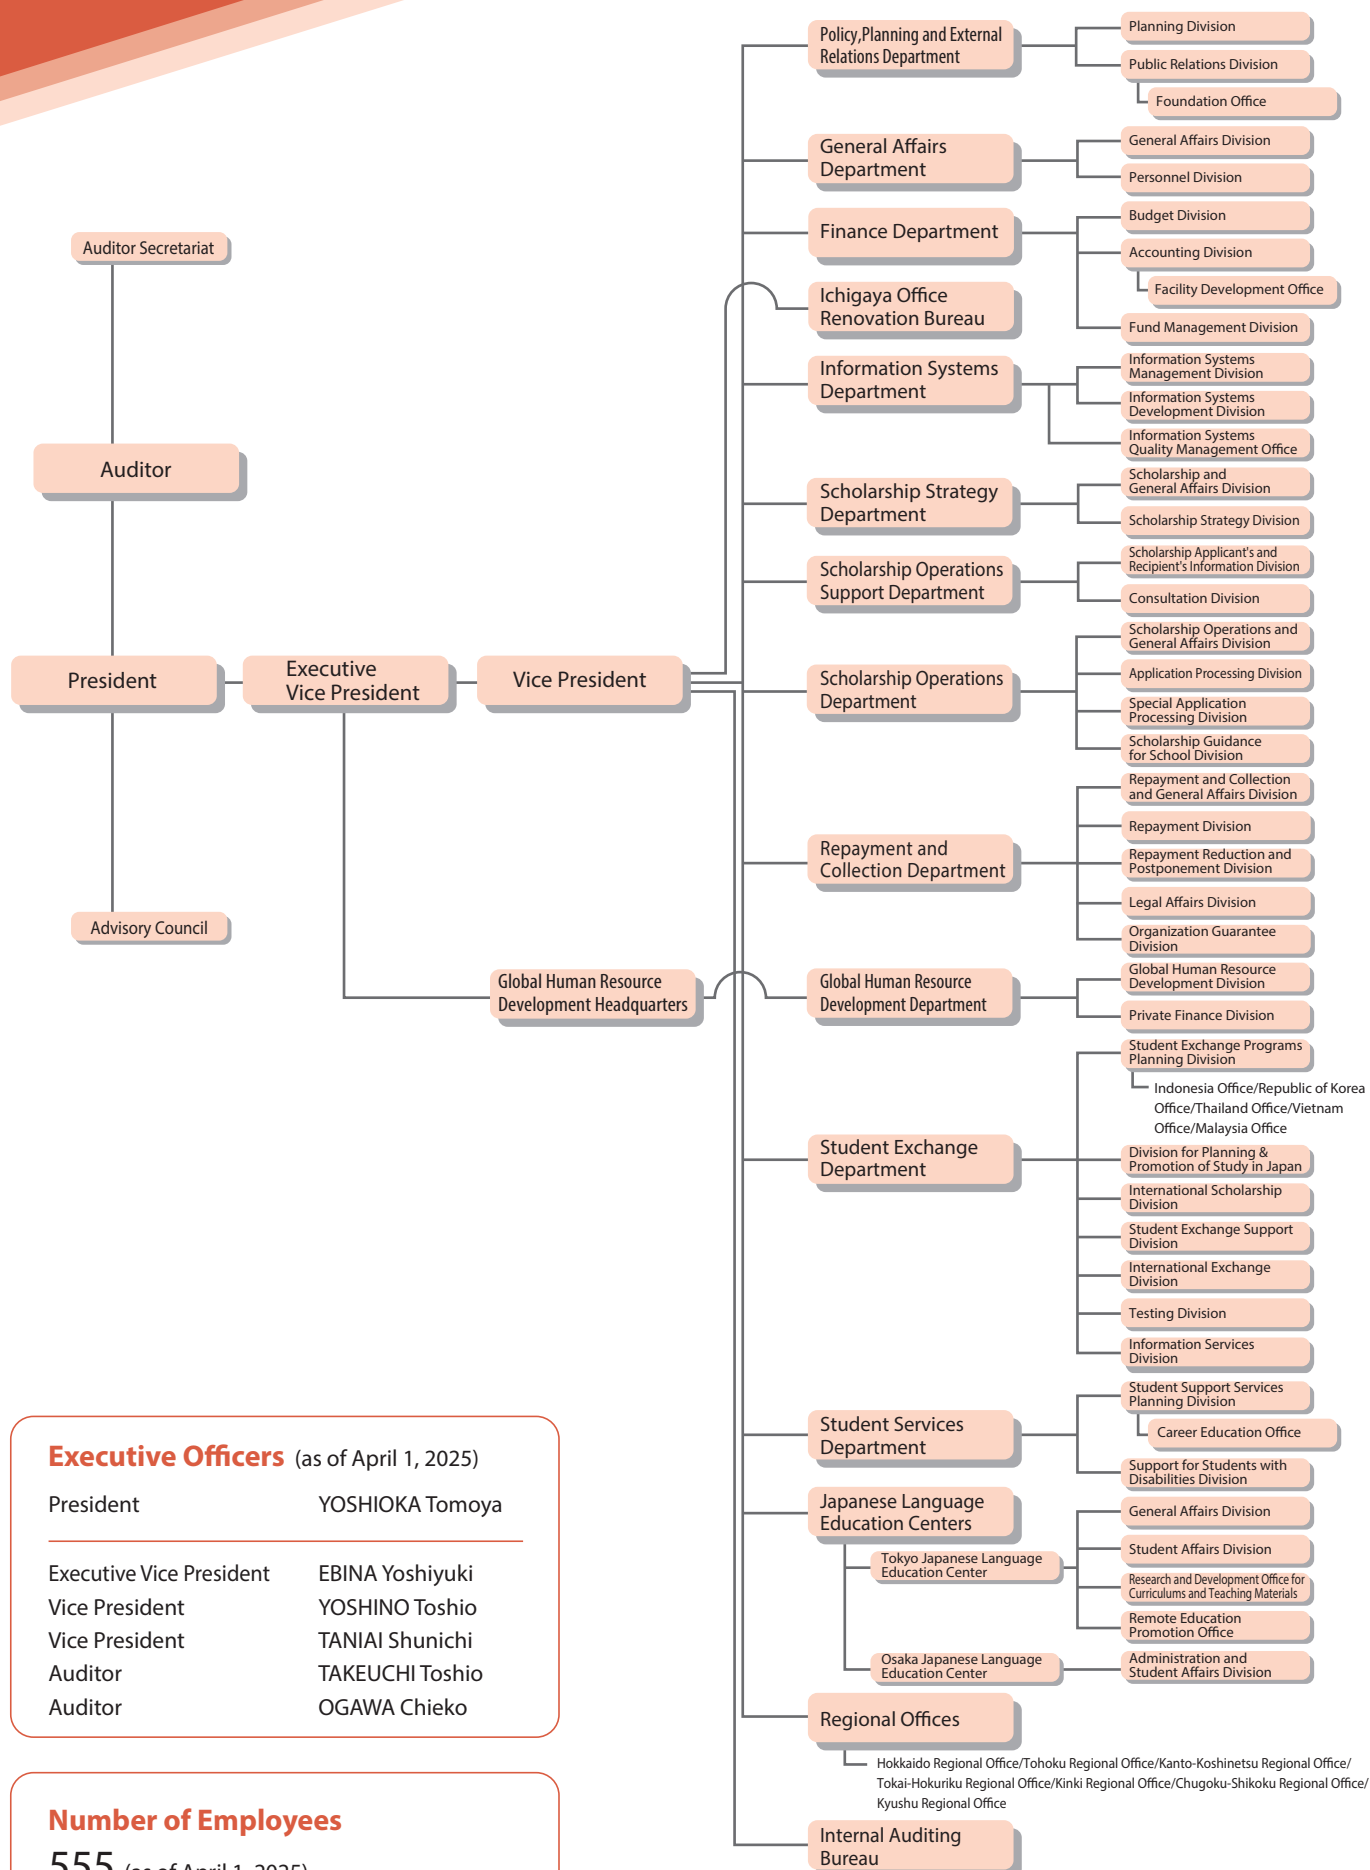 Auditor Secretariat
Auditor
President
Executive
Vice President
Vice President
Advisory Council
Global Human Resource
Development Headquarters
Policy,Planning and External
Relations Department
Planning Division
Public Relations Division
Foundation Office
General Affairs
Department
General Affairs Division
Personnel Division
Finance Department
Budget Division
Accounting Division
Facility Development Office
Fund Management Division
Ichigaya Office
Renovation Bureau
Information Systems
Department
Information Systems
Management Division
Information Systems
Development Division
Information Systems
Quality Management Office
Scholarship Strategy
Department
Scholarship and
General Affairs Division
Scholarship Strategy Division
Scholarship Operations
Support Department
Scholarship Applicant's and
Recipient's Information Division
Consultation Division
Scholarship Operations
Department
Scholarship Operations and
General Affairs Division
Application Processing Division
Special Application
Processing Division
Scholarship Guidance
for School Division
Repayment and
Collection Department
Repayment and Collection
and General Affairs Division
Repayment Division
Repayment Reduction and
Postponement Division
Legal Affairs Division
Organization Guarantee
Division
Global Human Resource
Development Department
Global Human Resource
Development Division
Private Finance Division
Student Exchange
Department
Student Exchange Programs
Planning Division
Indonesia Office/Republic of Korea
Office/Thailand Office/Vietnam
Office/Malaysia Office
Division for Planning &
Promotion of Study in Japan
International Scholarship
Division
Student Exchange Support
Division
International Exchange
Division
Testing Division
Information Services
Division
Student Services
Department
Student Support Services
Planning Division
Career Education Office
Support for Students with
Disabilities Division
Japanese Language
Education Centers
Tokyo Japanese Language
Education Center
General Affairs Division
Student Affairs Division
Research and Development Office for
Curriculums and Teaching Materials
Remote Education
Promotion Office
Osaka Japanese Language
Education Center
Administration and
Student Affairs Division
Regional Offices
Hokkaido Regional Office/Tohoku Regional Office/Kanto-Koshinetsu Regional Office/
Tokai-Hokuriku Regional Office/Kinki Regional Office/Chugoku-Shikoku Regional Office/
Kyushu Regional Office
Internal Auditing
Bureau
Executive Officers (as of April 1, 2025)
President YOSHIOKA Tomoya
Executive Vice President EBINA Yoshiyuki
Vice President YOSHINO Toshio
Vice President TANIAI Shunichi
Auditor TAKEUCHI Toshio
Auditor OGAWA Chieko
Number of Employees
555 (as of April 1, 2025)